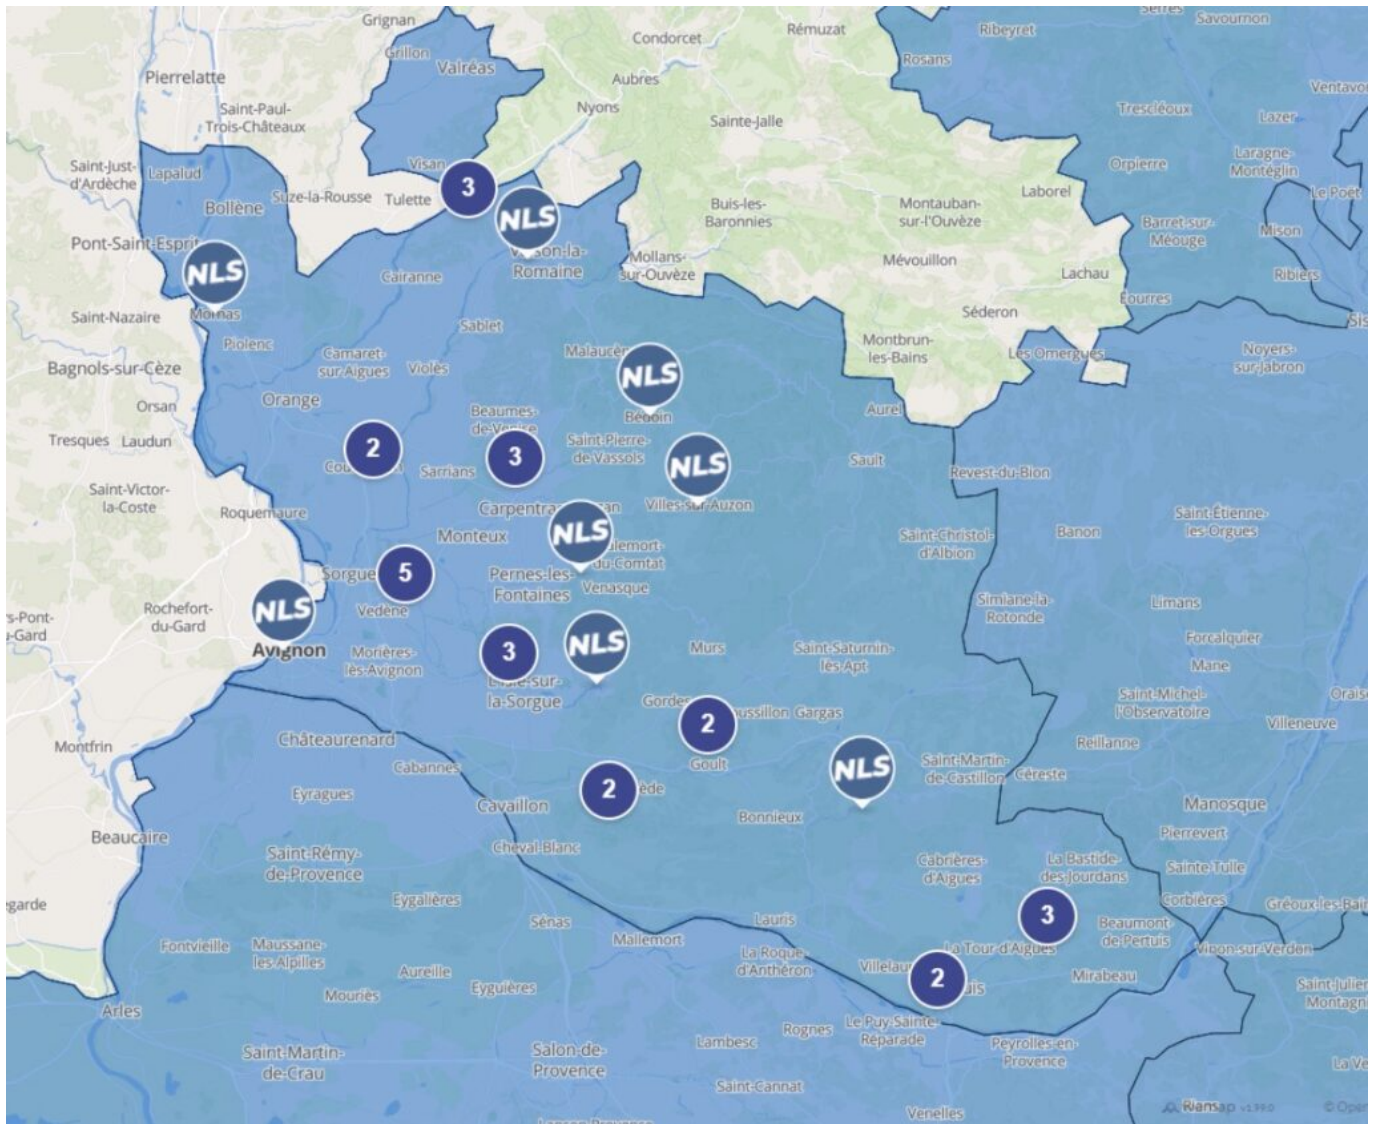 Grignan
Condorcet
Rémuzat
Ribeyret
Serres
Savournon
Grillon
Valréas
Rosans
Pierrelatte
Aubres
Ventavo
Saint-Paul-
Trois-Châteaux
Nyons
Sainte-Jalle
Trescléoux
Lazer
Saint-Just-
d'Ardèche
Lapalud
Visan
Orpierre
Laragne-
Montéglin
Suze-la-Rousse
Tulette
3
Laborel
Le Poët
Bollène
NLS
Buis-les-
Baronnies
Montauban-
sur-l'Ouvèze
Barret-sur-
Méouge
Mison
Pont-Saint-Esprit
NLS
Cairanne
Romaine
Mollans-
sur-Ouvèze
Mévouillon
Lachau
Ribiers
Éourres
Saint-Nazaire
Mornas
Séderon
Sablet
Piolenc
Camaret-
sur-Aigues
Violès
Montbrun-
les-Bains
Les Omergues
Noyers-
sur-Jabron
Bagnols-sur-Cèze
NLS
Orsan
Orange
Beaumes-
de-Venise
Bédoin
Aurel
Tresques
Laudun
2
Sarrians
3
Saint-Pierre-
de-Vassols
NLS
Sault
Revest-du-Bion
Saint-Victor-
la-Coste
Roquemaure
Villes-sur-Auzon
Monteux
NLS
Saint-Christol-
d'Albion
Banon
Saint-Étienne-
les-Orgues
5
Pernes-les-
Fontaines
du-Comtat
Venasque
Vedène
NLS
Rochefort-
du-Gard
Simiane-la-
Rotonde
Limans
Avignon
Morières-
lès-Avignon
3
NLS
Murs
Saint-Saturnin-
lès-Apt
Forcalquier
Mane
la-Sorgue
Gordes
2
Gargas
Saint-Michel-
l'Observatoire
Villeneuve
Montfrin
Châteaurenard
Cabannes
Goult
NLS
Saint-Martin-
de-Castillon
Céreste
Reillanne
Eyragues
2
Cavaillon
Bonnieux
Manosque
Beaucaire
Pierrevert
Saint-Rémy-
de-Provence
Cheval-Blanc
Cabrières-
d'Aigues
La Bastide-
des-Jourdans
Sainte-Tulle
Corbières
Eygalières
Sénas
Lauris
3
Beaumont-
de-Pertuis
Fontvieille
Maussane-
les-Alpilles
Mallemort
La Roque-
d'Anthéron
La Tour d'Aigues
Vinon-sur-Verdon
Aureille
Eyguières
2
Mirabeau
Arles
Mouriès
Rognes
Le Puy-Sainte-
Réparade
Peyrolles-en-
Provence
Saint-Martin-
de-Crau
Salon-de-
Provence
Lambesc
Saint-Cannat
Venelles
Rians